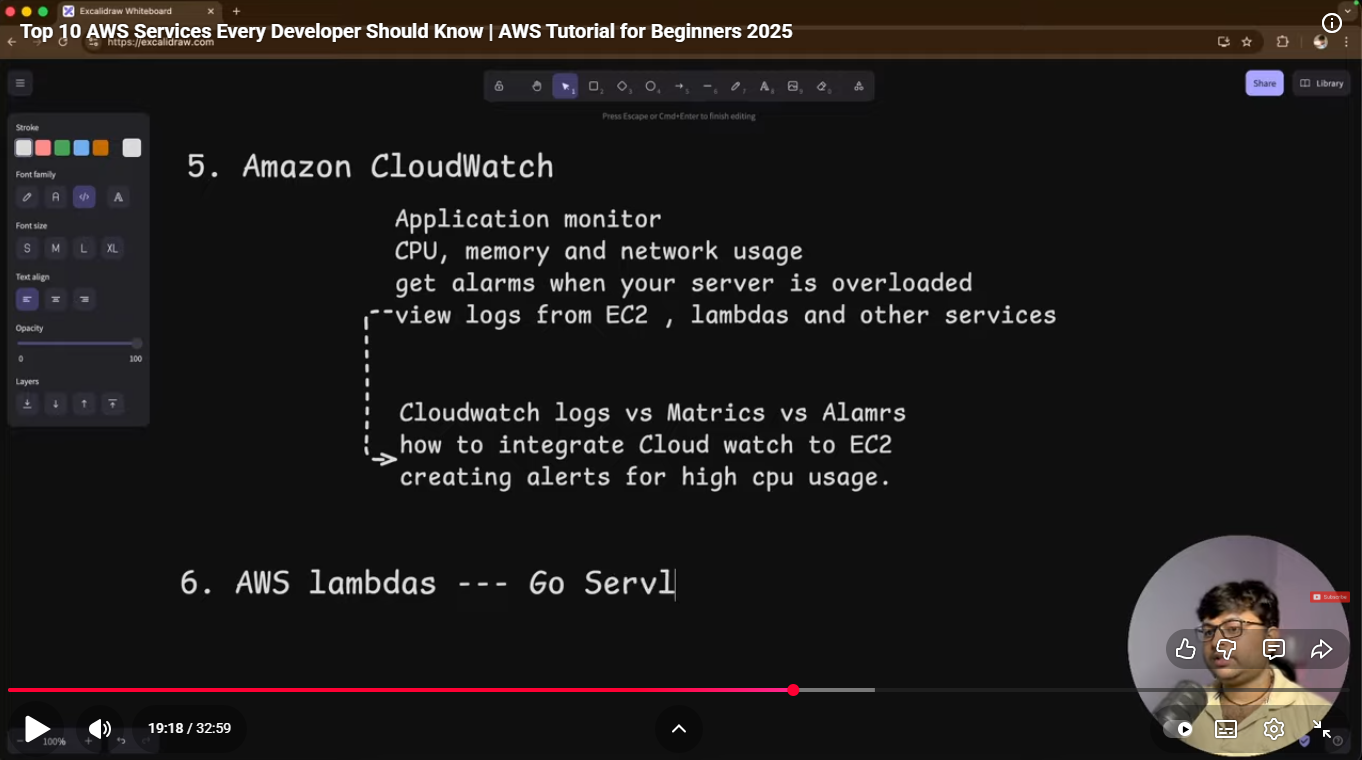 Excalidraw Whiteboard
Top 10 AWS Services Every Developer Should Know | AWS Tutorial for Beginners 2025
https://excalidraw.com
Share
Library
Press Escape or Cmd+Enter to finish editing
Stroke
Font family
Font size
S M L XL
Text align
Opacity
0 100
Layers
5. Amazon CloudWatch
Application monitor
CPU, memory and network usage
get alarms when your server is overloaded
view logs from EC2 , lambdas and other services
Cloudwatch logs vs Matrics vs Alamrs
how to integrate Cloud watch to EC2
creating alerts for high cpu usage.
6. AWS lambdas --- Go Servl
Subscribe
19:18 / 32:59
100%